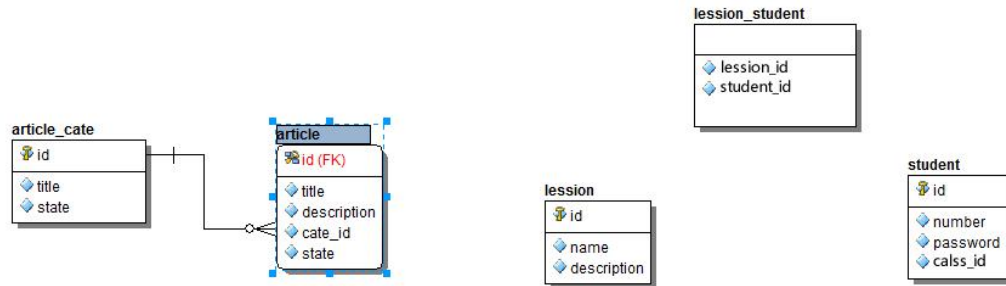 lession_student
lession_id
student_id
article_cate
id
title
state
article
id (FK)
title
description
cate_id
state
lession
id
name
description
student
id
number
password
calss_id